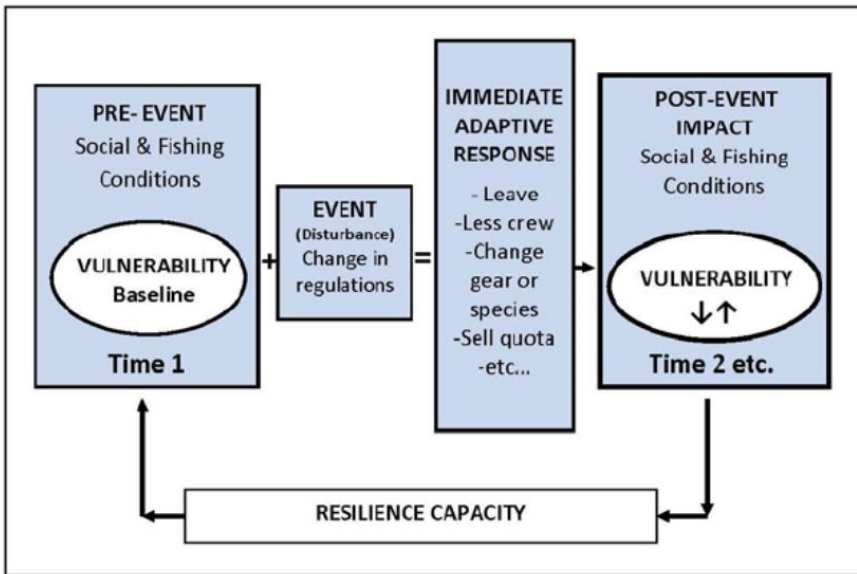 PRE- EVENT
Social & Fishing
Conditions
VULNERABILITY
Baseline
Time 1
+
EVENT
(Disturbance)
Change in
regulations
=
IMMEDIATE
ADAPTIVE
RESPONSE
- Leave
-Less crew
-Change
gear or
species
-Sell quota
-etc...
POST-EVENT
IMPACT
Social & Fishing
Conditions
VULNERABILITY
↓↑
Time 2 etc.
RESILIENCE CAPACITY